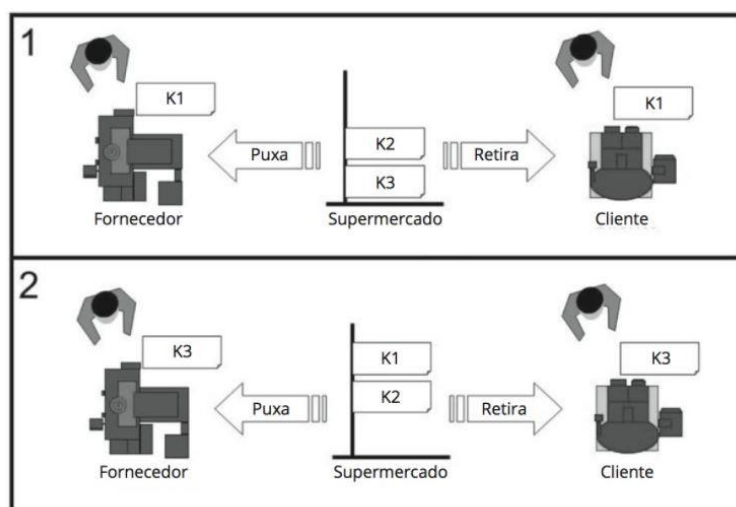 1
K1
K1
K2
Puxa
Retira
K3
Fornecedor
Supermercado
Cliente
2
K3
K3
K1
K2
Puxa
Retira
Fornecedor
Supermercado
Cliente